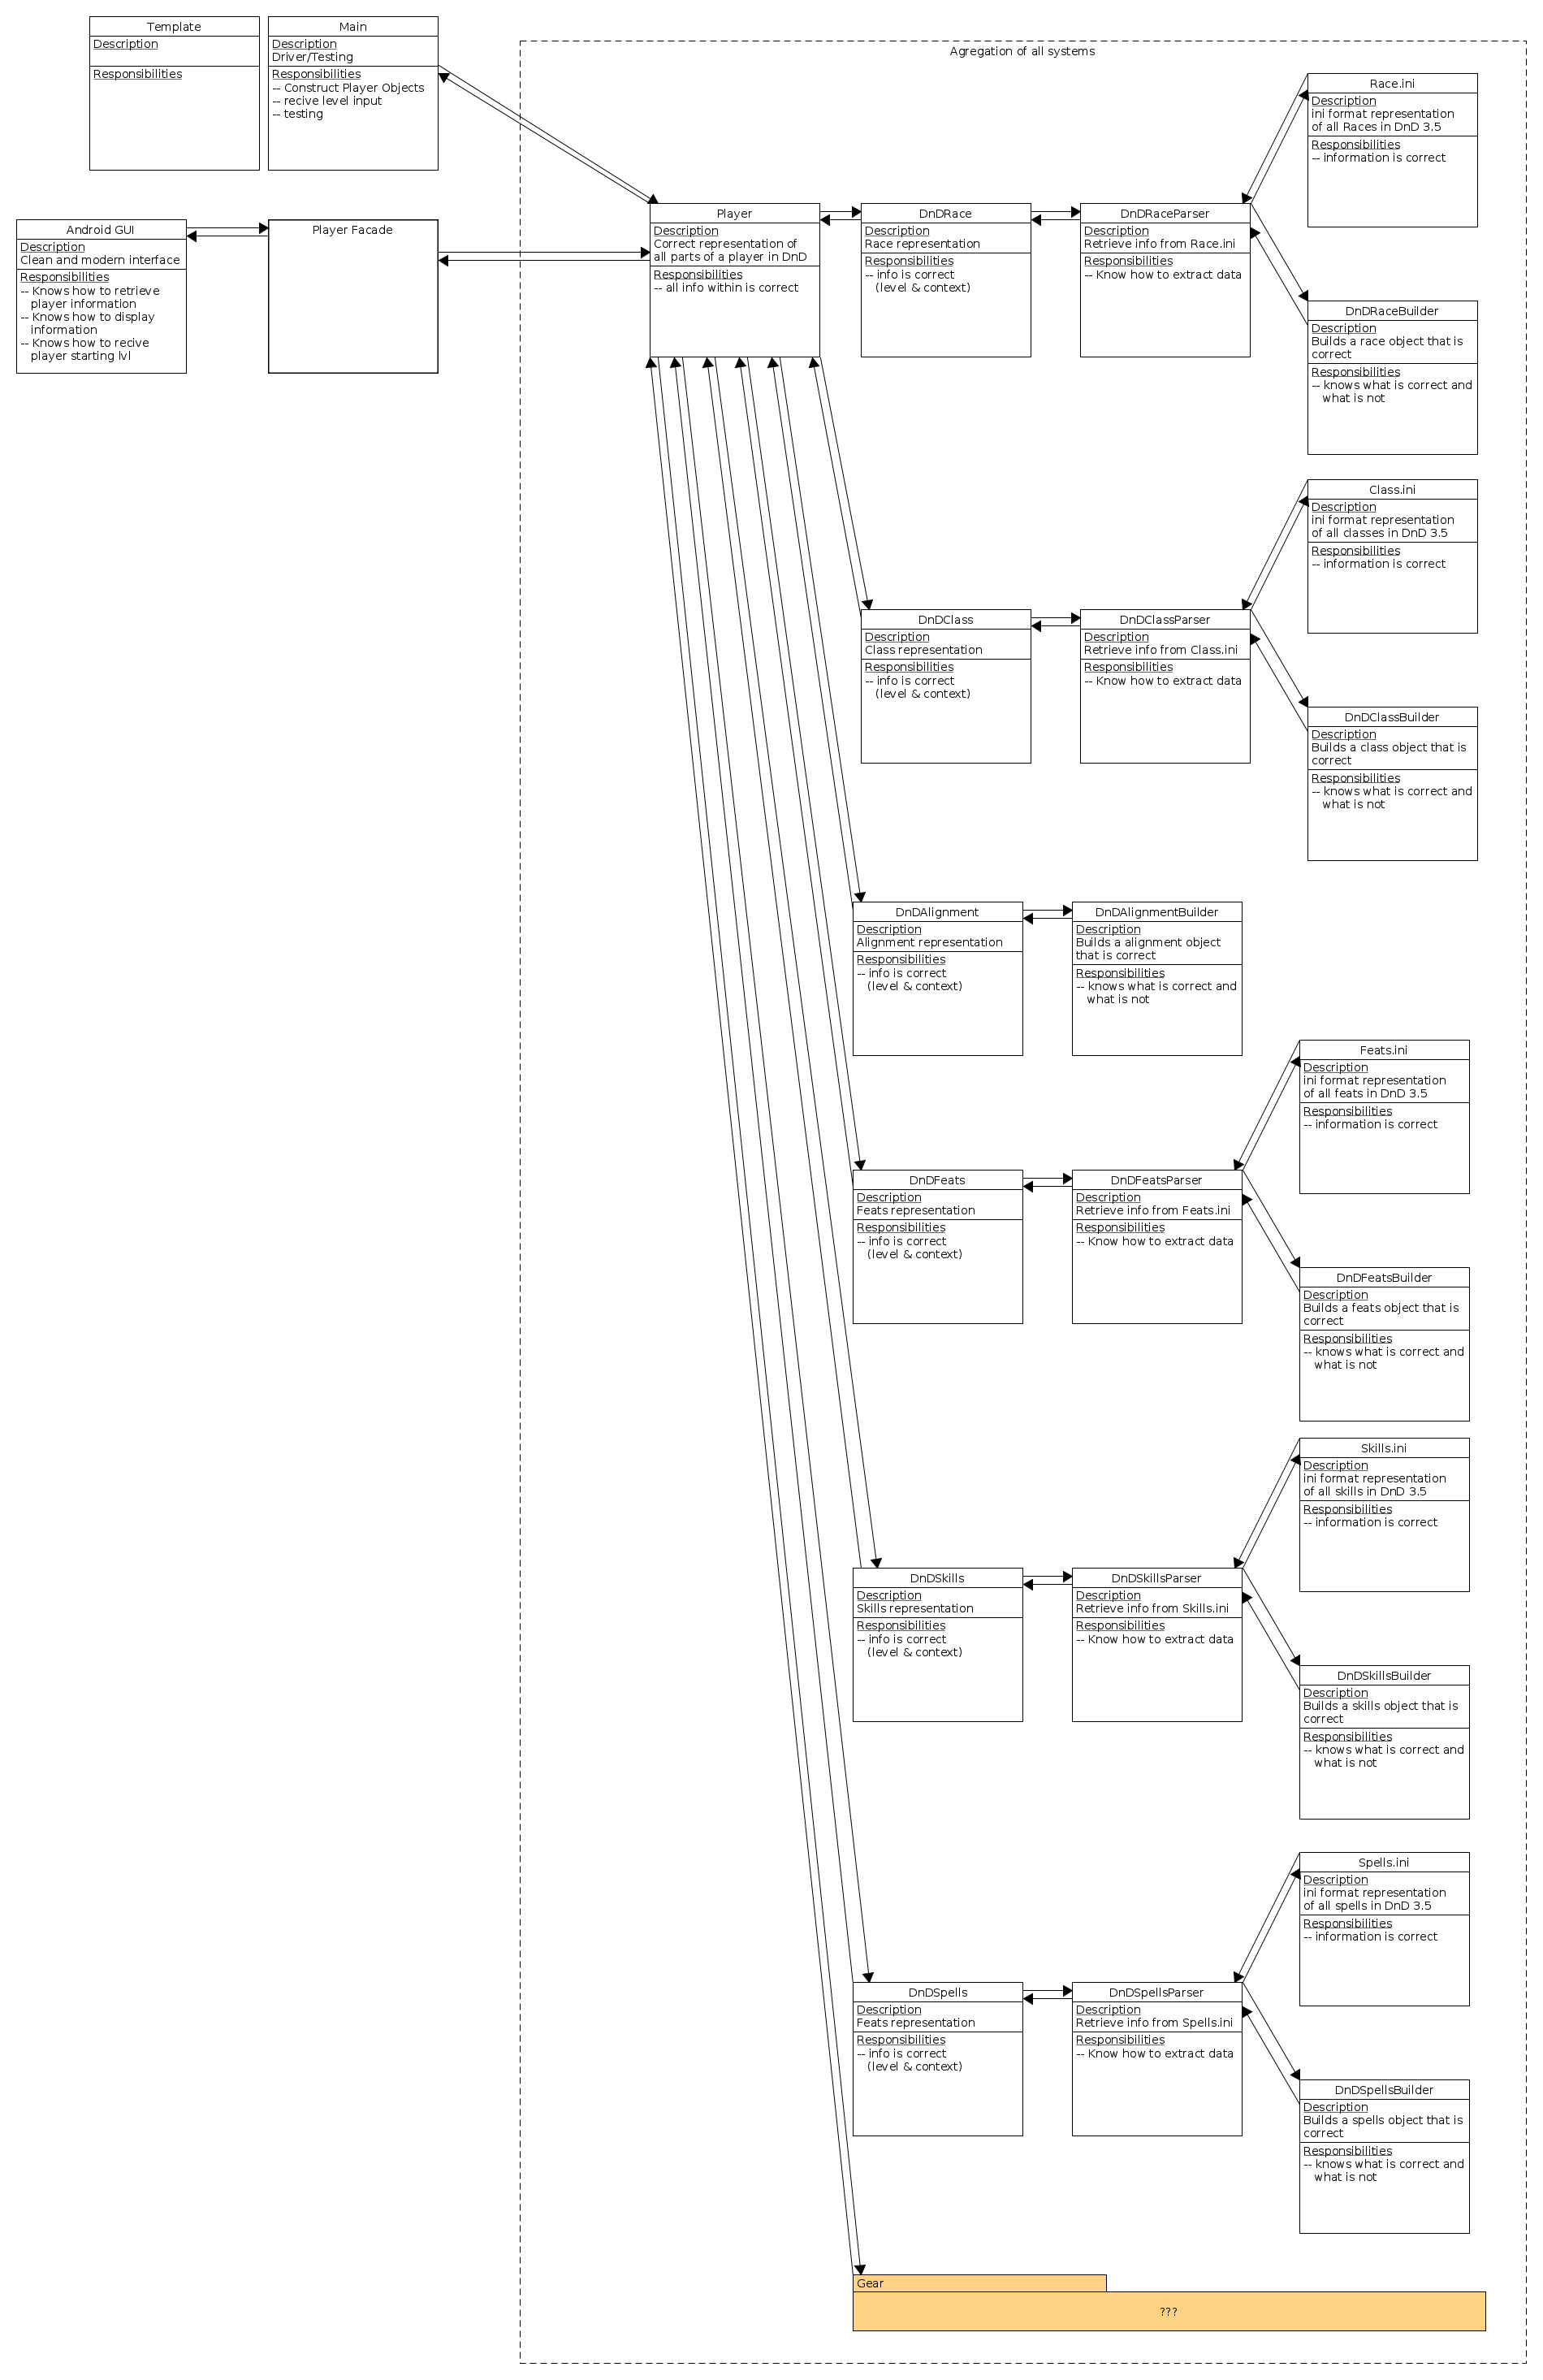 Template
Description
Responsibilities
Main
Description
Driver/Testing
Responsibilities
-- Construct Player Objects
-- recive level input
-- testing
Agregation of all systems
Race.ini
Description
ini format representation
of all Races in DnD 3.5
Responsibilities
-- information is correct
Android GUI
Description
Clean and modern interface
Responsibilities
-- Knows how to retrieve
player information
-- Knows how to display
information
-- Knows how to recive
player starting lvl
Player Facade
Player
Description
Correct representation of
all parts of a player in DnD
Responsibilities
-- all info within is correct
DnDRace
Description
Race representation
Responsibilities
-- info is correct
(level & context)
DnDRaceParser
Description
Retrieve info from Race.ini
Responsibilities
-- Know how to extract data
DnDRaceBuilder
Description
Builds a race object that is
correct
Responsibilities
-- knows what is correct and
what is not
Class.ini
Description
ini format representation
of all classes in DnD 3.5
Responsibilities
-- information is correct
DnDClass
Description
Class representation
Responsibilities
-- info is correct
(level & context)
DnDClassParser
Description
Retrieve info from Class.ini
Responsibilities
-- Know how to extract data
DnDClassBuilder
Description
Builds a class object that is
correct
Responsibilities
-- knows what is correct and
what is not
DnDAlignment
Description
Alignment representation
Responsibilities
-- info is correct
(level & context)
DnDAlignmentBuilder
Description
Builds a alignment object
that is correct
Responsibilities
-- knows what is correct and
what is not
Feats.ini
Description
ini format representation
of all feats in DnD 3.5
Responsibilities
-- information is correct
DnDFeats
Description
Feats representation
Responsibilities
-- info is correct
(level & context)
DnDFeatsParser
Description
Retrieve info from Feats.ini
Responsibilities
-- Know how to extract data
DnDFeatsBuilder
Description
Builds a feats object that is
correct
Responsibilities
-- knows what is correct and
what is not
Skills.ini
Description
ini format representation
of all skills in DnD 3.5
Responsibilities
-- information is correct
DnDSkills
Description
Skills representation
Responsibilities
-- info is correct
(level & context)
DnDSkillsParser
Description
Retrieve info from Skills.ini
Responsibilities
-- Know how to extract data
DnDSkillsBuilder
Description
Builds a skills object that is
correct
Responsibilities
-- knows what is correct and
what is not
Spells.ini
Description
ini format representation
of all spells in DnD 3.5
Responsibilities
-- information is correct
DnDSpells
Description
Feats representation
Responsibilities
-- info is correct
(level & context)
DnDSpellsParser
Description
Retrieve info from Spells.ini
Responsibilities
-- Know how to extract data
DnDSpellsBuilder
Description
Builds a spells object that is
correct
Responsibilities
-- knows what is correct and
what is not
Gear
???